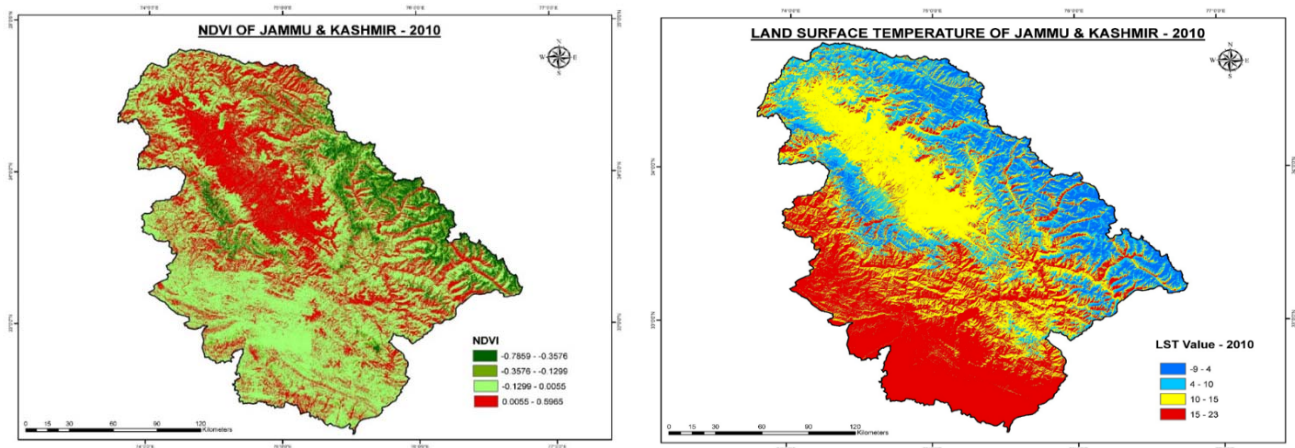 NDVI OF JAMMU & KASHMIR - 2010
N
W E
S
NDVI
-0.7859 - -0.3576
-0.3576 - -0.1299
-0.1299 - 0.0055
0.0055 - 0.5965
0 15 30 60 90 120
Kilometers
LAND SURFACE TEMPERATURE OF JAMMU & KASHMIR - 2010
N
W E
S
LST Value - 2010
-9 - 4
4 - 10
10 - 15
15 - 23
0 15 30 60 90 120
Kilometers